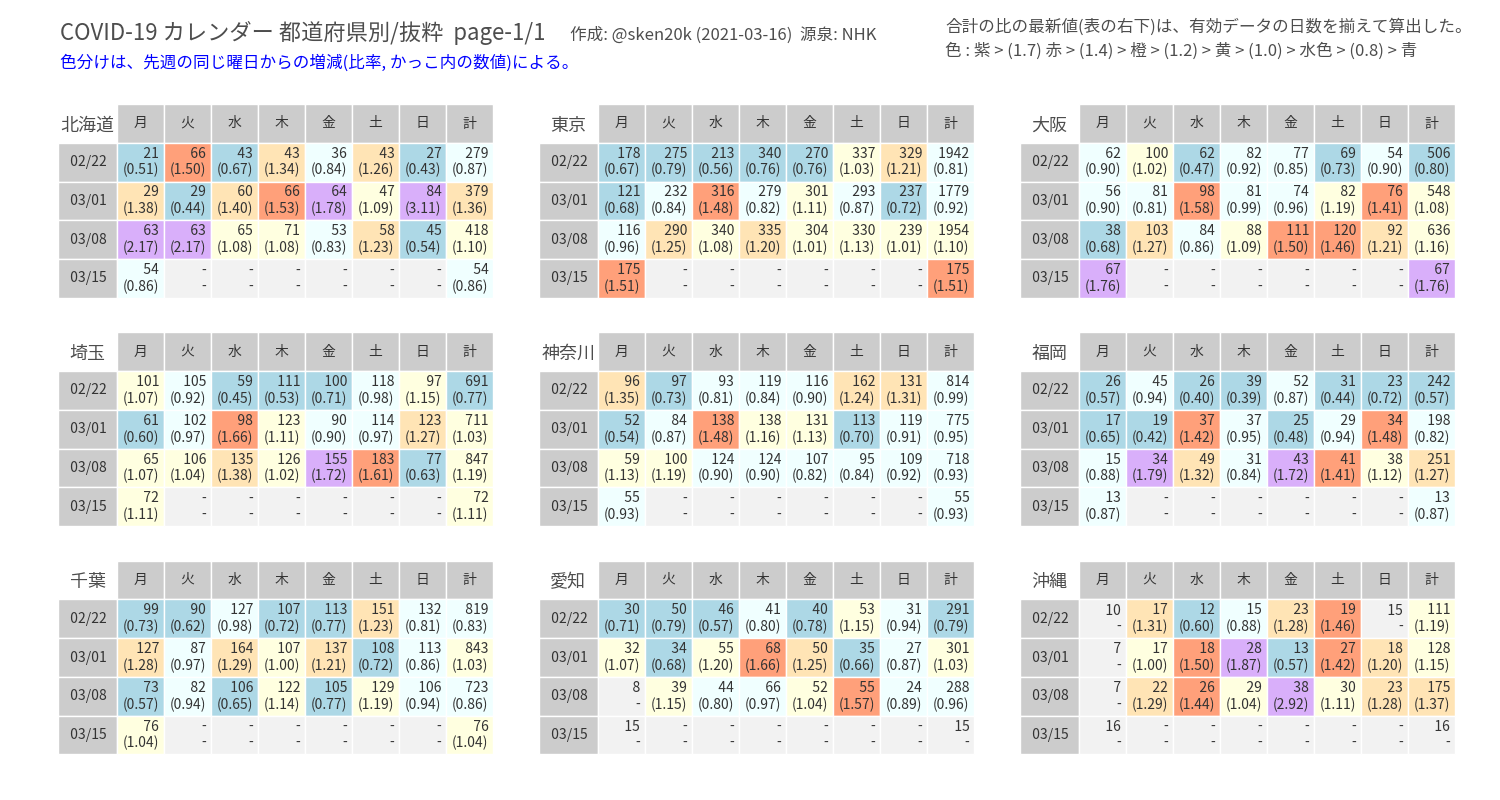 COVID-19 カレンダー 都道府県別/抜粋 page-1/1 作成: @sken20k (2021-03-16) 源泉: NHK
色分けは、先週の同じ曜日からの増減(比率, かっこ内の数値)による。
合計の比の最新値(表の右下)は、有効データの日数を揃えて算出した。
色 : 紫 > (1.7) 赤 > (1.4) > 橙 > (1.2) > 黄 > (1.0) > 水色 > (0.8) > 青
北海道 月 火 水 木 金 土 日 計
02/22 21 66 43 43 36 43 27 279
(0.51) (1.50) (0.67) (1.34) (0.84) (1.26) (0.43) (0.87)
03/01 29 29 60 66 64 47 84 379
(1.38) (0.44) (1.40) (1.53) (1.78) (1.09) (3.11) (1.36)
03/08 63 63 65 71 53 58 45 418
(2.17) (2.17) (1.08) (1.08) (0.83) (1.23) (0.54) (1.10)
03/15 54 - - - - - - 54
(0.86) - - - - - - (0.86)
東京 月 火 水 木 金 土 日 計
02/22 178 275 213 340 270 337 329 1942
(0.67) (0.79) (0.56) (0.76) (0.76) (1.03) (1.21) (0.81)
03/01 121 232 316 279 301 293 237 1779
(0.68) (0.84) (1.48) (0.82) (1.11) (0.87) (0.72) (0.92)
03/08 116 290 340 335 304 330 239 1954
(0.96) (1.25) (1.08) (1.20) (1.01) (1.13) (1.01) (1.10)
03/15 175 - - - - - - 175
(1.51) - - - - - - (1.51)
大阪 月 火 水 木 金 土 日 計
02/22 62 100 62 82 77 69 54 506
(0.90) (1.02) (0.47) (0.92) (0.85) (0.73) (0.90) (0.80)
03/01 56 81 98 81 74 82 76 548
(0.90) (0.81) (1.58) (0.99) (0.96) (1.19) (1.41) (1.08)
03/08 38 103 84 88 111 120 92 636
(0.68) (1.27) (0.86) (1.09) (1.50) (1.46) (1.21) (1.16)
03/15 67 - - - - - - 67
(1.76) - - - - - - (1.76)
埼玉 月 火 水 木 金 土 日 計
02/22 101 105 59 111 100 118 97 691
(1.07) (0.92) (0.45) (0.53) (0.71) (0.98) (1.15) (0.77)
03/01 61 102 98 123 90 114 123 711
(0.60) (0.97) (1.66) (1.11) (0.90) (0.97) (1.27) (1.03)
03/08 65 106 135 126 155 183 77 847
(1.07) (1.04) (1.38) (1.02) (1.72) (1.61) (0.63) (1.19)
03/15 72 - - - - - - 72
(1.11) - - - - - - (1.11)
神奈川 月 火 水 木 金 土 日 計
02/22 96 97 93 119 116 162 131 814
(1.35) (0.73) (0.81) (0.84) (0.90) (1.24) (1.31) (0.99)
03/01 52 84 138 138 131 113 119 775
(0.54) (0.87) (1.48) (1.16) (1.13) (0.70) (0.91) (0.95)
03/08 59 100 124 124 107 95 109 718
(1.13) (1.19) (0.90) (0.90) (0.82) (0.84) (0.92) (0.93)
03/15 55 - - - - - - 55
(0.93) - - - - - - (0.93)
福岡 月 火 水 木 金 土 日 計
02/22 26 45 26 39 52 31 23 242
(0.57) (0.94) (0.40) (0.39) (0.87) (0.44) (0.72) (0.57)
03/01 17 19 37 37 25 29 34 198
(0.65) (0.42) (1.42) (0.95) (0.48) (0.94) (1.48) (0.82)
03/08 15 34 49 31 43 41 38 251
(0.88) (1.79) (1.32) (0.84) (1.72) (1.41) (1.12) (1.27)
03/15 13 - - - - - - 13
(0.87) - - - - - - (0.87)
千葉 月 火 水 木 金 土 日 計
02/22 99 90 127 107 113 151 132 819
(0.73) (0.62) (0.98) (0.72) (0.77) (1.23) (0.81) (0.83)
03/01 127 87 164 107 137 108 113 843
(1.28) (0.97) (1.29) (1.00) (1.21) (0.72) (0.86) (1.03)
03/08 73 82 106 122 105 129 106 723
(0.57) (0.94) (0.65) (1.14) (0.77) (1.19) (0.94) (0.86)
03/15 76 - - - - - - 76
(1.04) - - - - - - (1.04)
愛知 月 火 水 木 金 土 日 計
02/22 30 50 46 41 40 53 31 291
(0.71) (0.79) (0.57) (0.80) (0.78) (1.15) (0.94) (0.79)
03/01 32 34 55 68 50 35 27 301
(1.07) (0.68) (1.20) (1.66) (1.25) (0.66) (0.87) (1.03)
03/08 8 39 44 66 52 55 24 288
- (1.15) (0.80) (0.97) (1.04) (1.57) (0.89) (0.96)
03/15 15 - - - - - - 15
- - - - - - - -
沖縄 月 火 水 木 金 土 日 計
02/22 10 17 12 15 23 19 15 111
- (1.31) (0.60) (0.88) (1.28) (1.46) - (1.19)
03/01 7 17 18 28 13 27 18 128
- (1.00) (1.50) (1.87) (0.57) (1.42) (1.20) (1.15)
03/08 7 22 26 29 38 30 23 175
- (1.29) (1.44) (1.04) (2.92) (1.11) (1.28) (1.37)
03/15 16 - - - - - - 16
- - - - - - - -